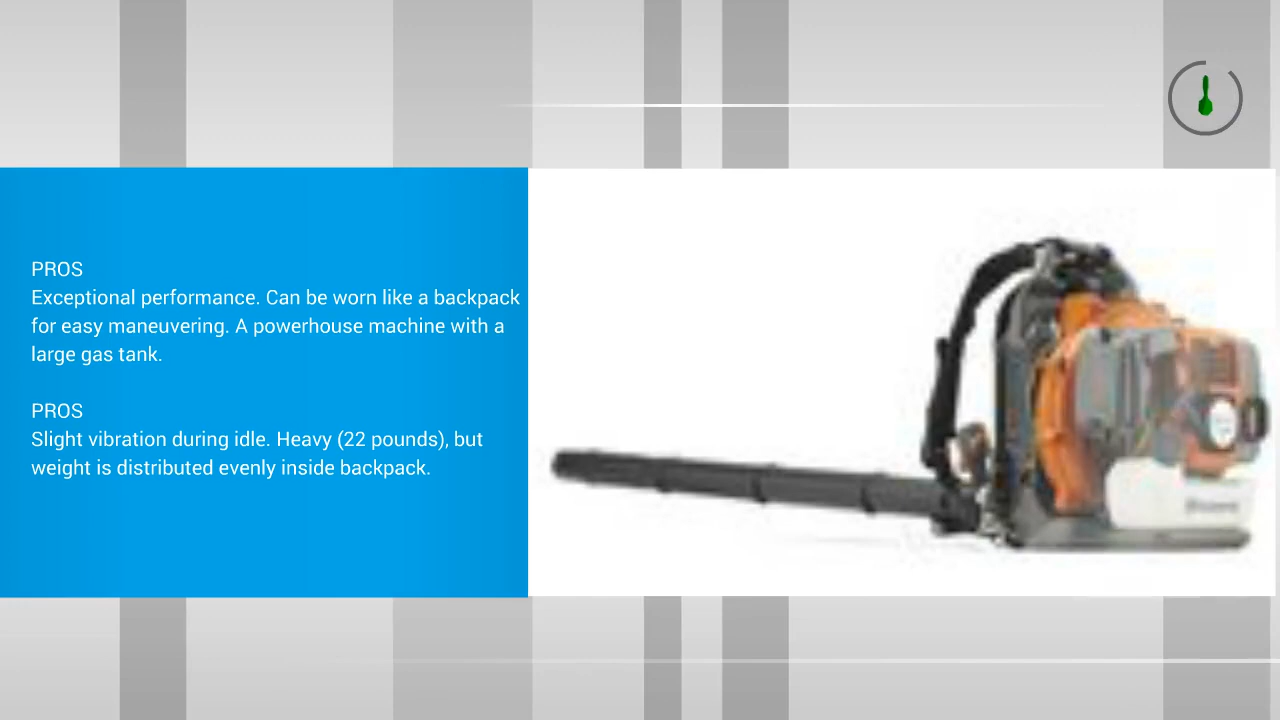 PROS
Exceptional performance. Can be worn like a backpack
for easy maneuvering. A powerhouse machine with a
large gas tank.
PROS
Slight vibration during idle. Heavy (22 pounds), but
weight is distributed evenly inside backpack.